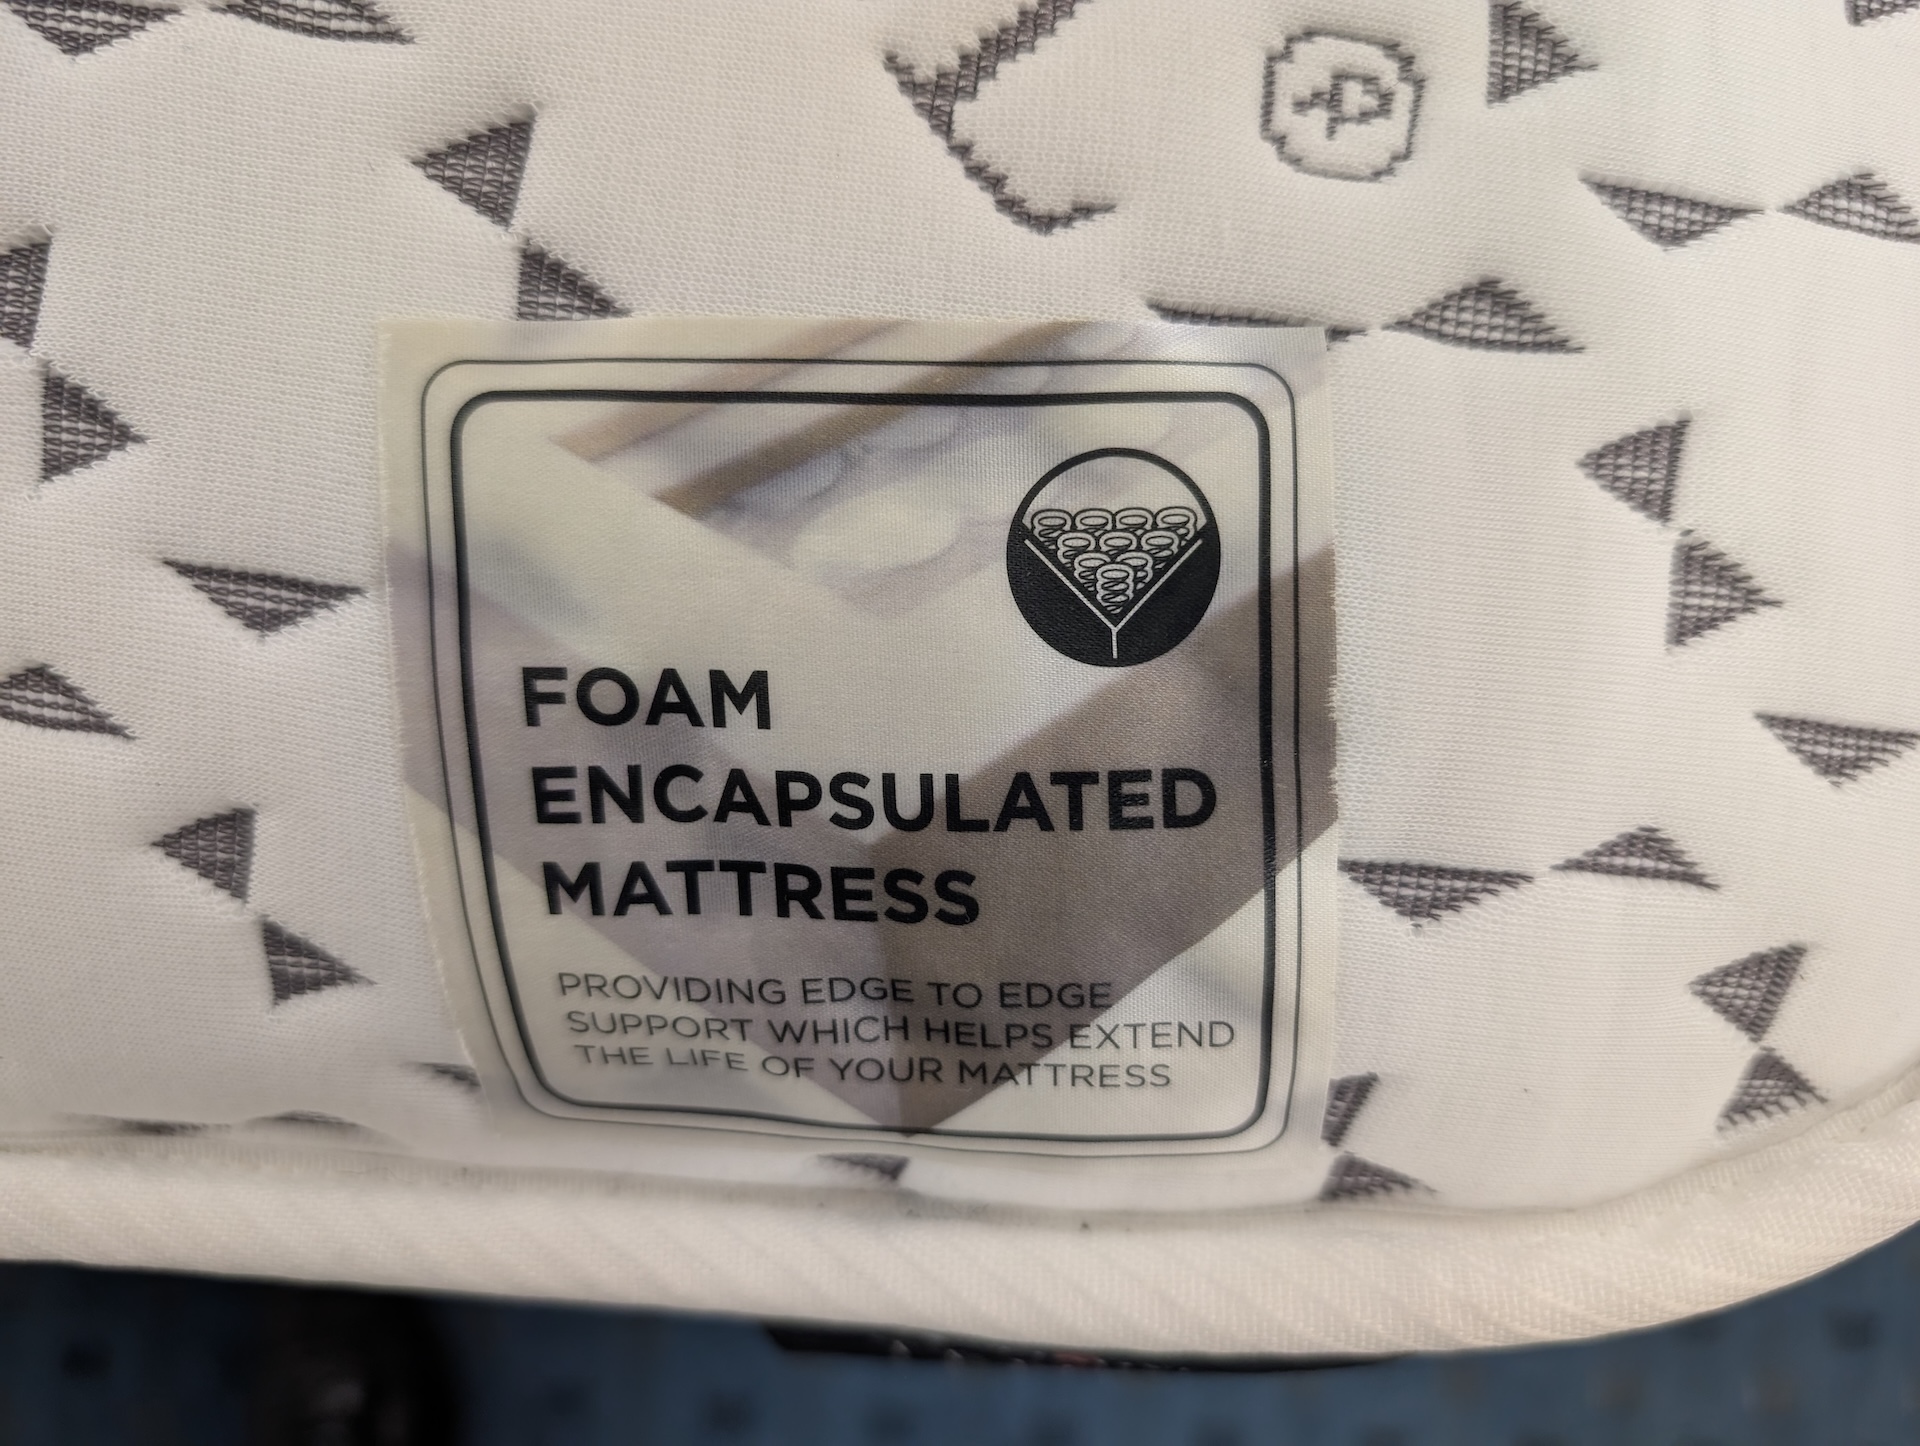 FOAM
ENCAPSULATED
MATTRESS
PROVIDING EDGE TO EDGE
SUPPORT WHICH HELPS EXTEND
THE LIFE OF YOUR MATTRESS